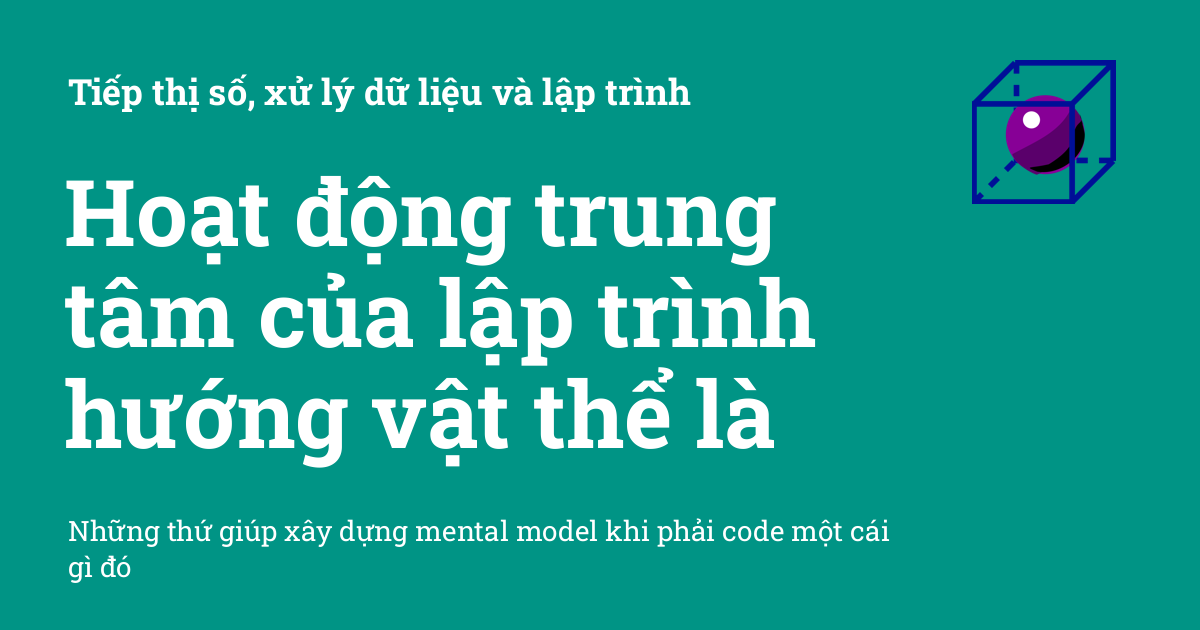 Tiếp thị số, xử lý dữ liệu và lập trình
Hoạt động trung
tâm của lập trình
hướng vật thể là
Những thứ giúp xây dựng mental model khi phải code một cái
gì đó